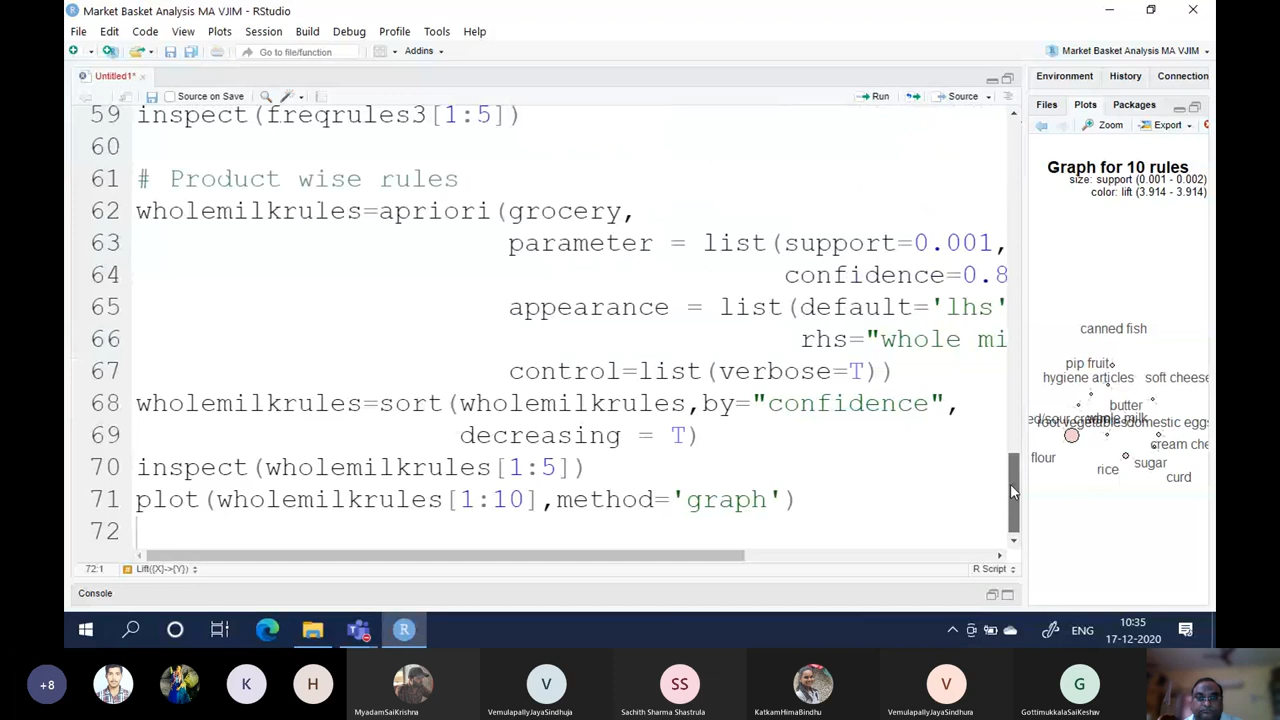 Market Basket Analysis MA VJIM - RStudio
File Edit Code View Plots Session Build Debug Profile Tools Help
Go to file/function Addins Market Basket Analysis MA VJIM
Untitled1*
Source on Save Run Source
59 inspect(freqrules3[1:5])
60
61 # Product wise rules
62 wholemilkrules=apriori(grocery,
63 parameter = list(support=0.001,
64 confidence=0.8
65 appearance = list(default='lhs'
66 rhs="whole mi
67 control=list(verbose=T))
68 wholemilkrules=sort(wholemilkrules,by="confidence",
69 decreasing = T)
70 inspect(wholemilkrules[1:5])
71 plot(wholemilkrules[1:10],method='graph')
72
72:1 Lift({X}->{Y}) R Script
Console
Environment History Connection
Files Plots Packages
Zoom Export
Graph for 10 rules
size: support (0.001 - 0.002)
color: lift (3.914 - 3.914)
canned fish
pip fruit
hygiene articles soft cheese
butter
whole milk
root vegetables domestic eggs
cream che
flour
rice sugar
curd
ENG
10:35
17-12-2020
+8
K
H
MyadamSaiKrishna
V
VemulapallyJayaSindhuja
SS
Sachith Sharma Shastrula
KatkamHimaBindhu
V
VemulapallyJayaSindhura
G
GottimukkalaSaiKeshav